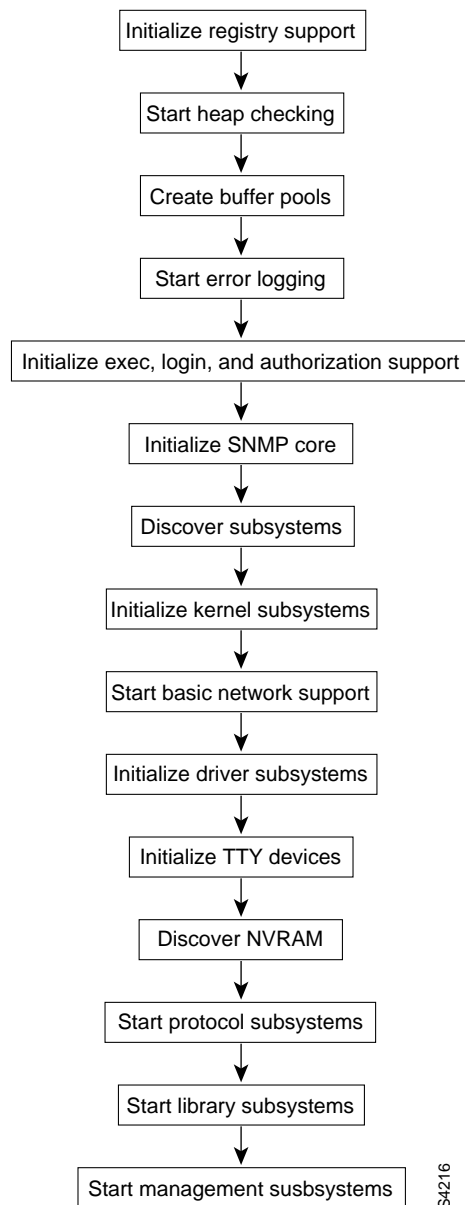 Initialize registry support
Start heap checking
Create buffer pools
Start error logging
Initialize exec, login, and authorization support
Initialize SNMP core
Discover subsystems
Initialize kernel subsystems
Start basic network support
Initialize driver subsystems
Initialize TTY devices
Discover NVRAM
Start protocol subsystems
Start library subsystems
Start management susbsystems
S4216